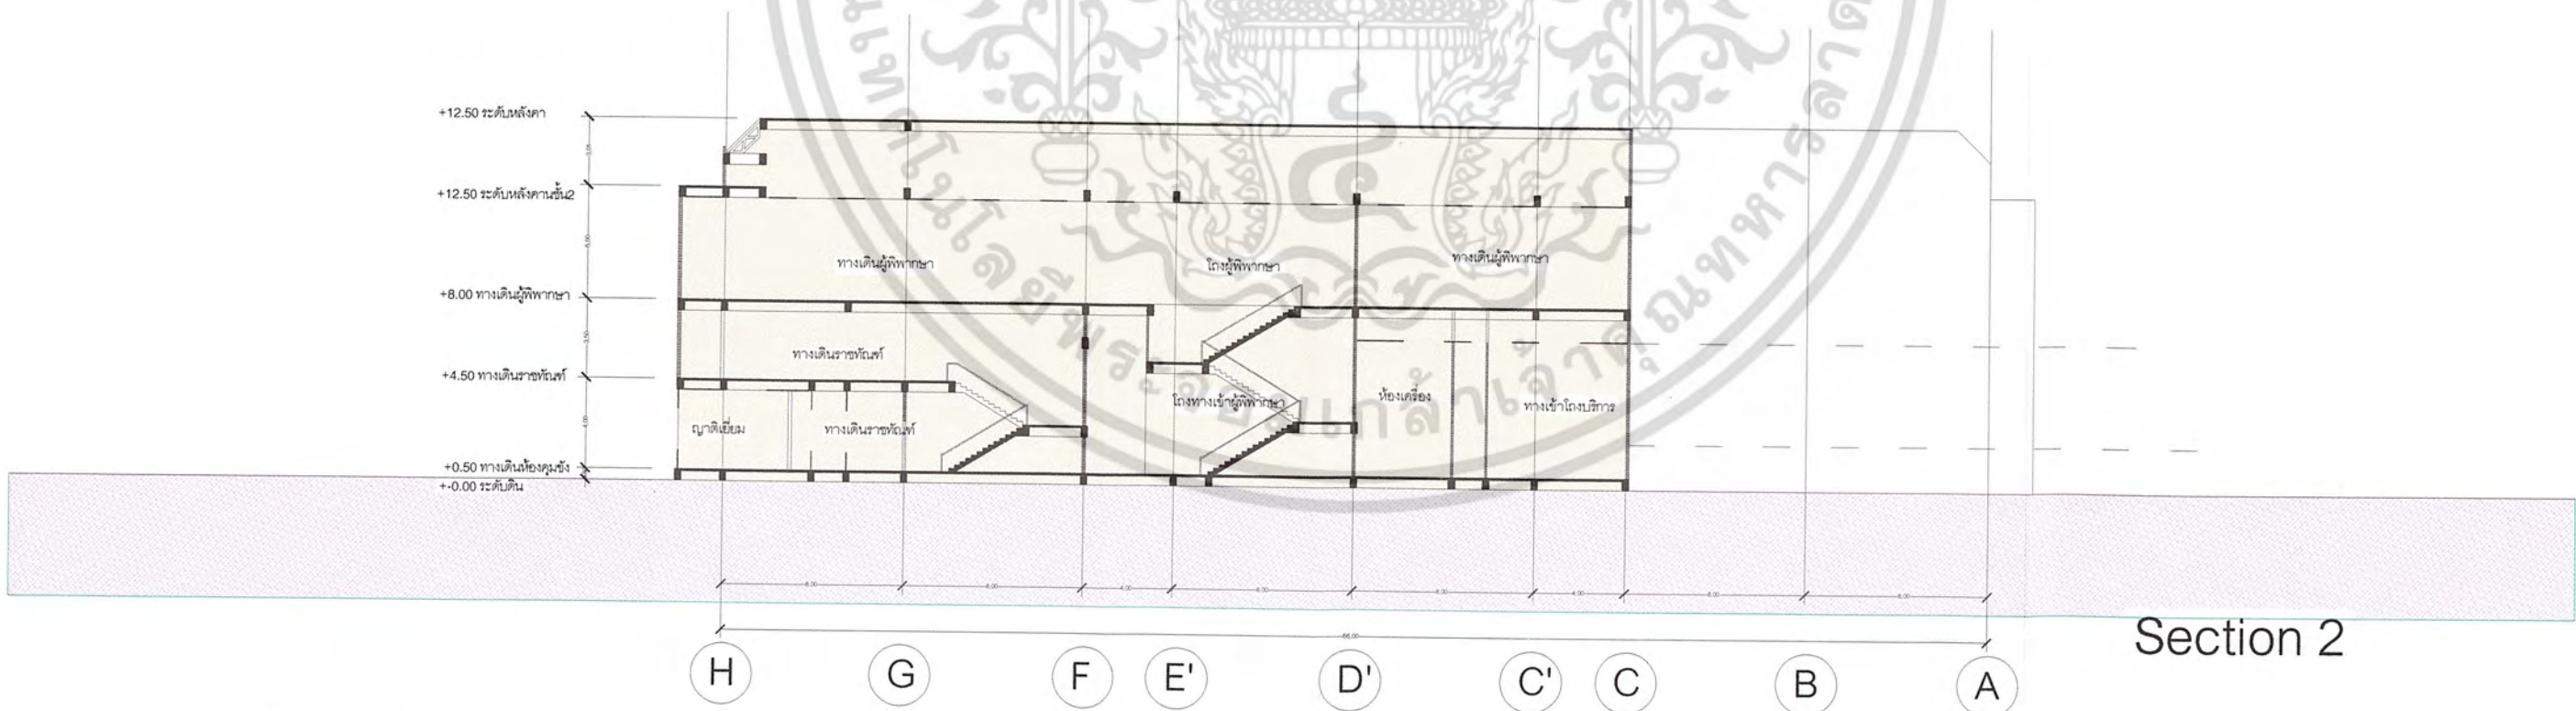 +12.50 ระดับหลังคา
+12.50 ระดับหลังคานชั้น2
+8.00 ทางเดินผู้พิพากษา
+4.50 ทางเดินราชทัณฑ์
+0.50 ทางเดินห้องคุมขัง
+-0.00 ระดับดิน
ทางเดินผู้พิพากษา
โถงผู้พิพากษา
ทางเดินผู้พิพากษา
ทางเดินราชทัณฑ์
ญาติเยี่ยม
ทางเดินราชทัณฑ์
โถงทางเข้าผู้พิพากษา
ห้องเครื่อง
ทางเข้าโถงบริการ
4.00
4.00
66.00
H G F E' D' C' C B A
Section 2